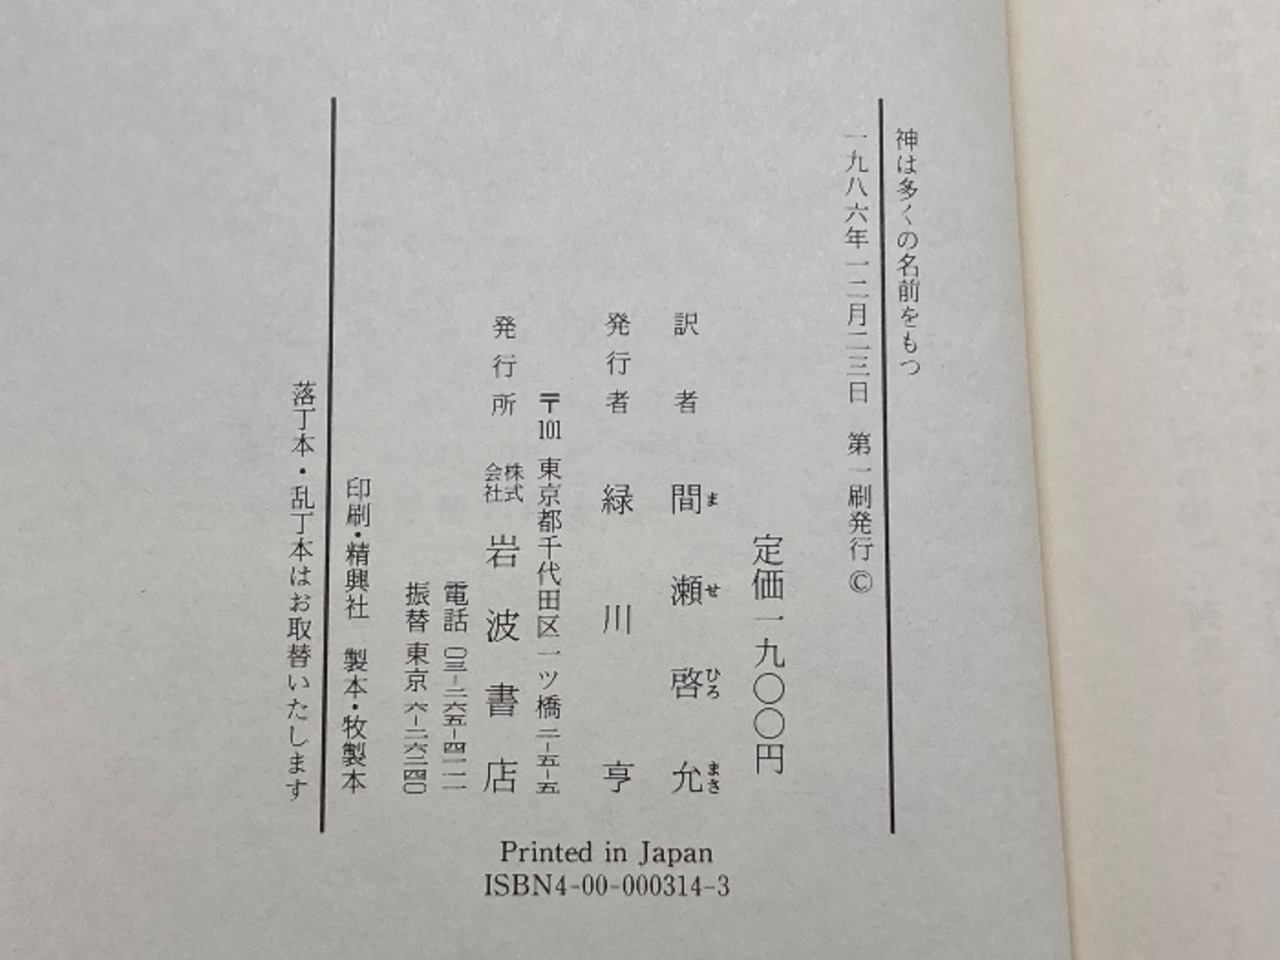 神は多くの名前をもつ
一九八六年一二月二三日 第一刷発行 ©
定価一九〇〇円
訳者 間瀬啓允
ま せ ひろ まさ
発行者 緑川亨
〒101 東京都千代田区一ツ橋二-五-五
発行所 株式会社 岩波書店
電話 〇三-二六五-四一一一
振替 東京 六-二六二四〇
印刷・精興社 製本・牧製本
落丁本・乱丁本はお取替いたします
Printed in Japan
ISBN4-00-000314-3